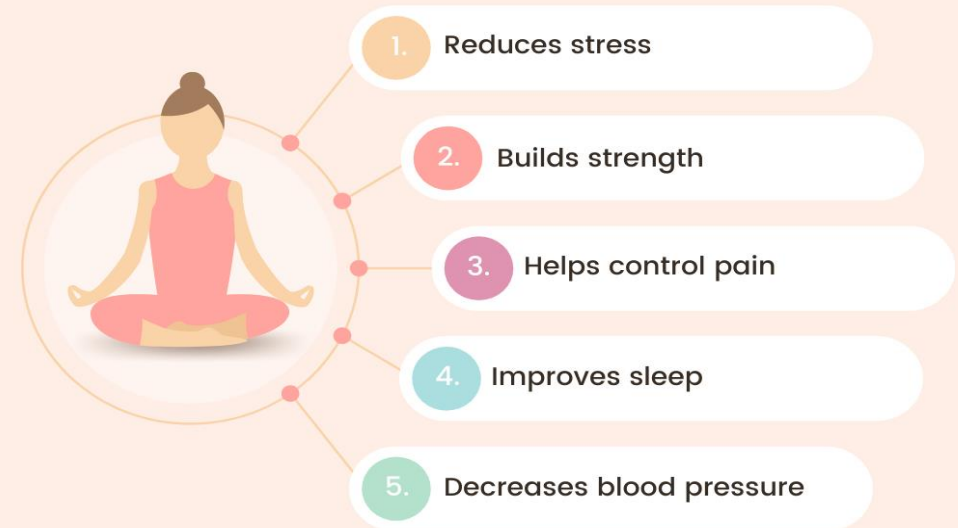 1. Reduces stress
2. Builds strength
3. Helps control pain
4. Improves sleep
5. Decreases blood pressure